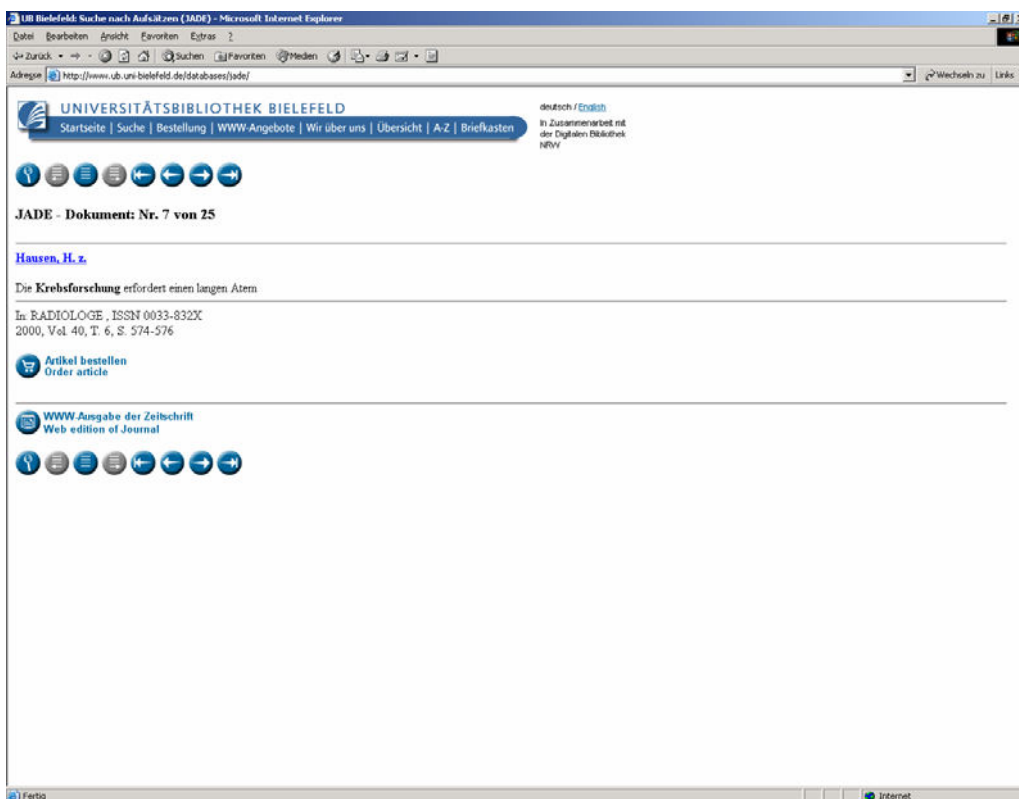 UB Bielefeld: Suche nach Aufsätzen (JADE) - Microsoft Internet Explorer
Datei Bearbeiten Ansicht Favoriten Extras ?
Zurück Suchen Favoriten Medien
Adresse http://www.ub.uni-bielefeld.de/databases/jade/ Wechseln zu Links
UNIVERSITÄTSBIBLIOTHEK BIELEFELD
Startseite | Suche | Bestellung | WWW-Angebote | Wir über uns | Übersicht | A-Z | Briefkasten
deutsch / English
In Zusammenarbeit mit
der Digitalen Bibliothek
NRW
JADE - Dokument: Nr. 7 von 25
Hausen, H. z.
Die Krebsforschung erfordert einen langen Atem
In: RADIOLOGE , ISSN 0033-832X
2000, Vol. 40, T. 6, S. 574-576
Artikel bestellen
Order article
WWW-Ausgabe der Zeitschrift
Web edition of Journal
Fertig Internet